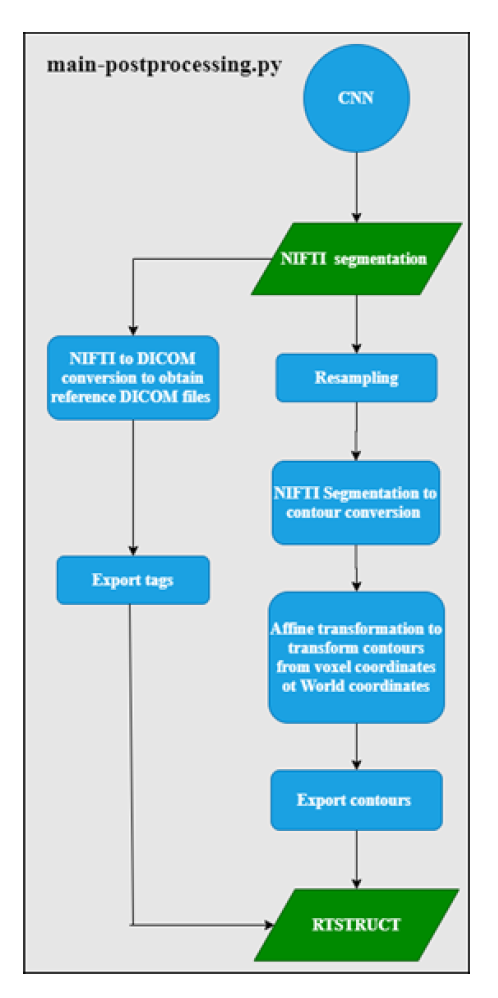 main-postprocessing.py
CNN
NIFTI segmentation
NIFTI to DICOM
conversion to obtain
reference DICOM files
Resampling
NIFTI Segmentation to
contour conversion
Export tags
Affine transformation to
transform contours
from voxel coordinates
ot World coordinates
Export contours
RTSTRUCT